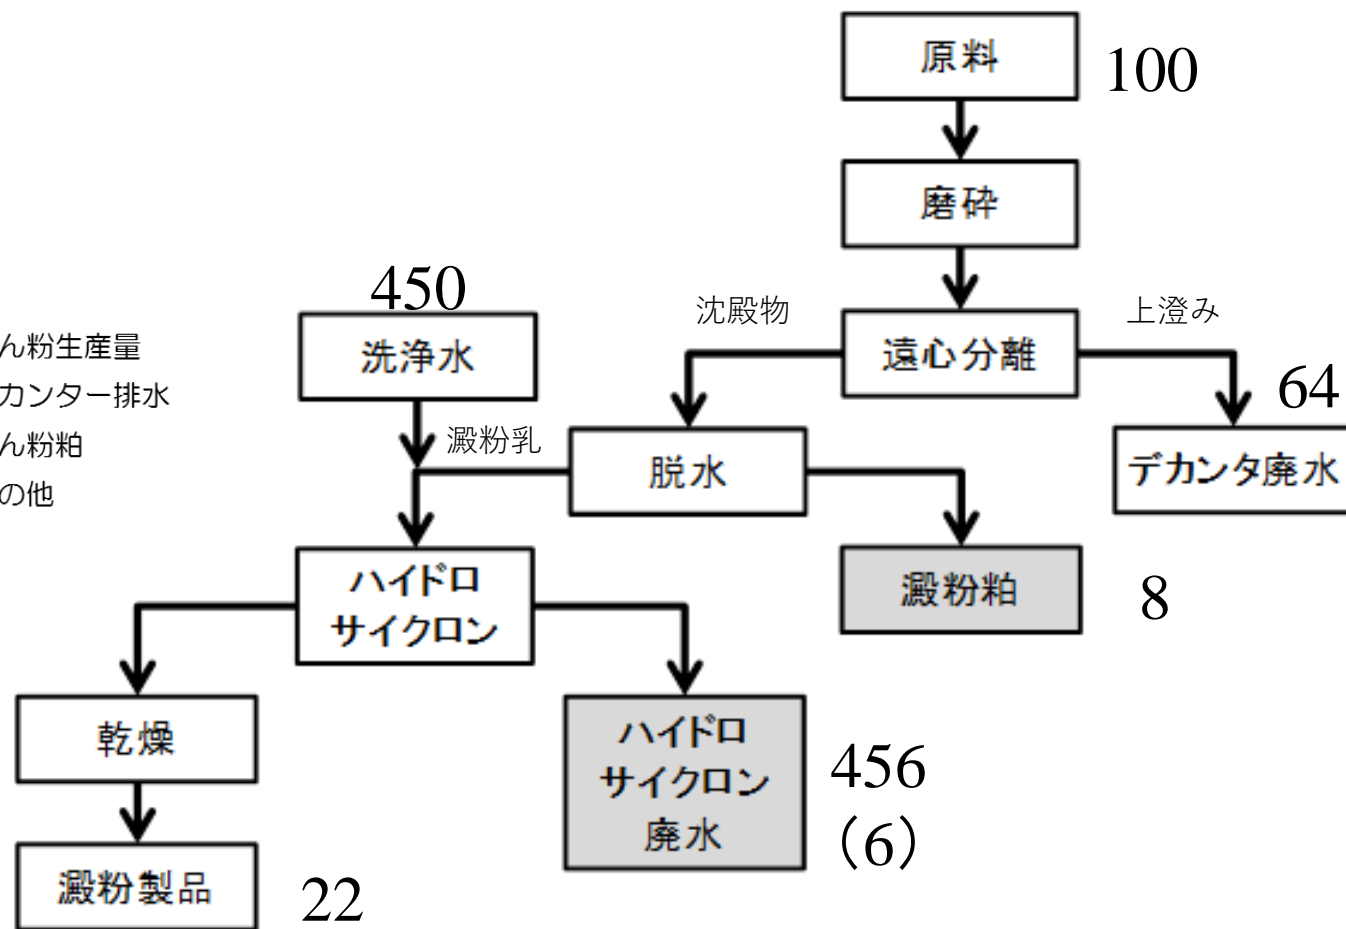 原料
100
磨砕
450
洗浄水
沈殿物
遠心分離
上澄み
64
ん粉生産量
カンター排水
ん粉粕
の他
澱粉乳
脱水
デカンタ廃水
ハイドロ
サイクロン
澱粉粕
8
乾燥
ハイドロ
サイクロン
廃水
456
(6)
澱粉製品
22